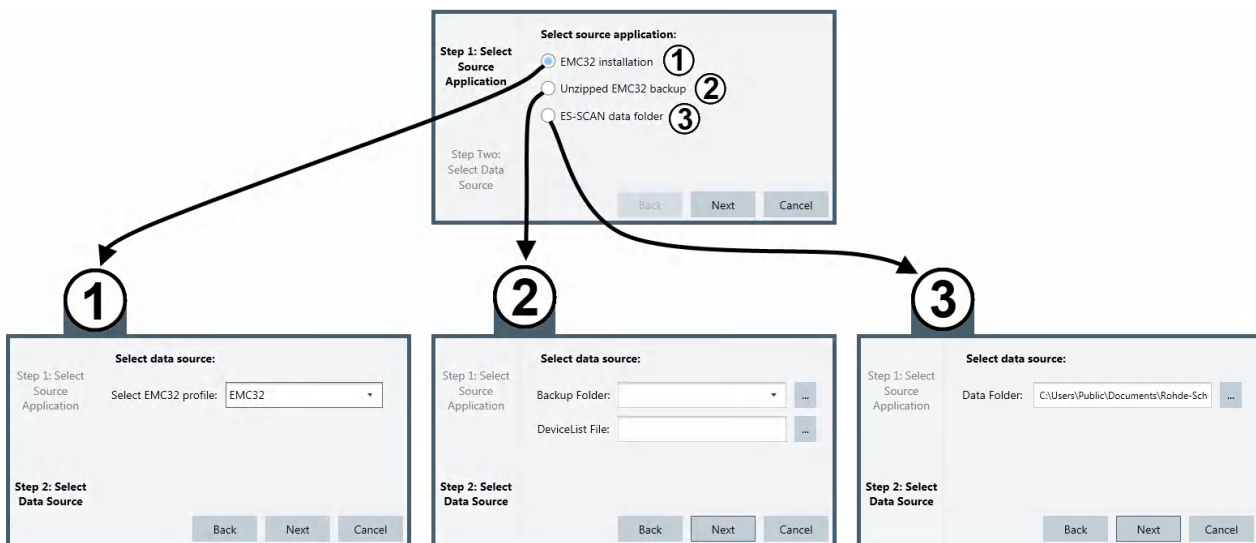 Select source application:
Step 1: Select
Source
Application
EMC32 installation
1
Unzipped EMC32 backup
2
ES-SCAN data folder
3
Step Two:
Select Data
Source
Back
Next
Cancel
1
Select data source:
Step 1: Select
Source
Application
Select EMC32 profile:
EMC32
Step 2: Select
Data Source
Back
Next
Cancel
2
Select data source:
Step 1: Select
Source
Application
Backup Folder:
...
DeviceList File:
...
Step 2: Select
Data Source
Back
Next
Cancel
3
Select data source:
Step 1: Select
Source
Application
Data Folder:
C:\Users\Public\Documents\Rohde-Sch
...
Step 2: Select
Data Source
Back
Next
Cancel